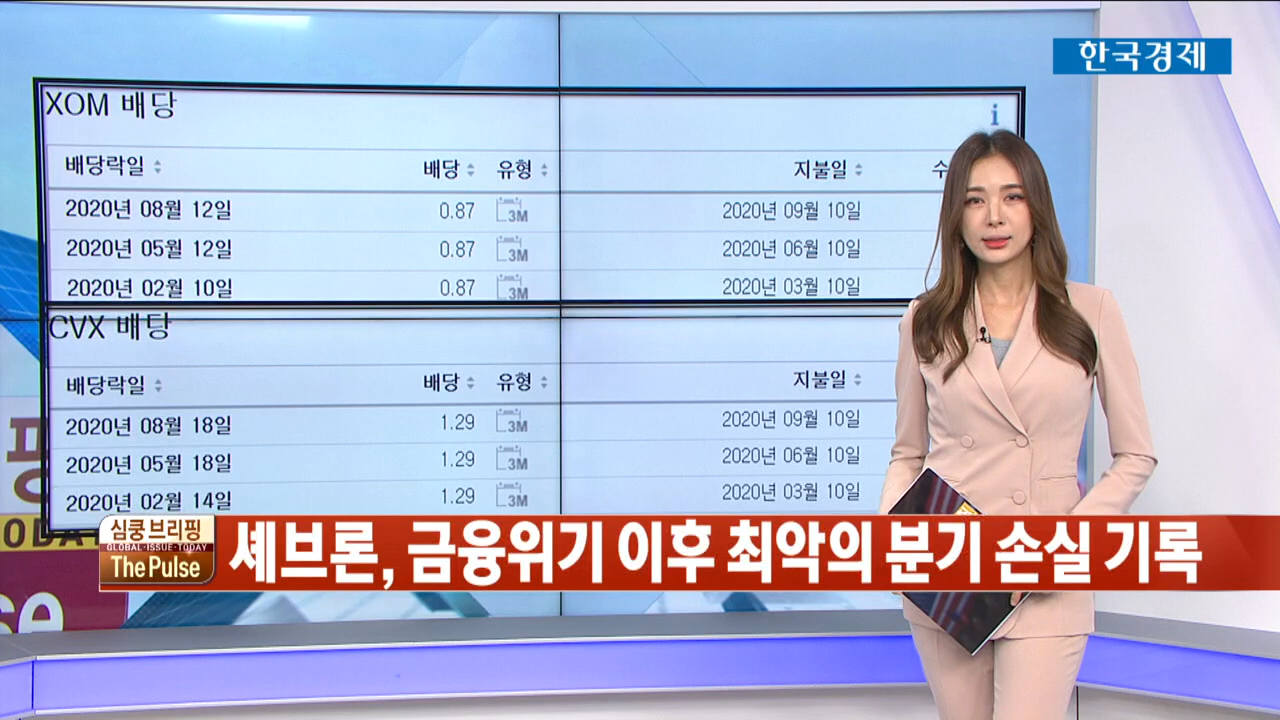 한국경제
XOM 배당
i
배당락일 배당 유형 지불일 수
2020년 08월 12일 0.87 3M 2020년 09월 10일
2020년 05월 12일 0.87 3M 2020년 06월 10일
2020년 02월 10일 0.87 3M 2020년 03월 10일
CVX 배당
배당락일 배당 유형 지불일
2020년 08월 18일 1.29 3M 2020년 09월 10일
2020년 05월 18일 1.29 3M 2020년 06월 10일
2020년 02월 14일 1.29 3M 2020년 03월 10일
심쿵브리핑
GLOBAL·ISSUE·TODAY
The Pulse
셰브론, 금융위기 이후 최악의 분기 손실 기록